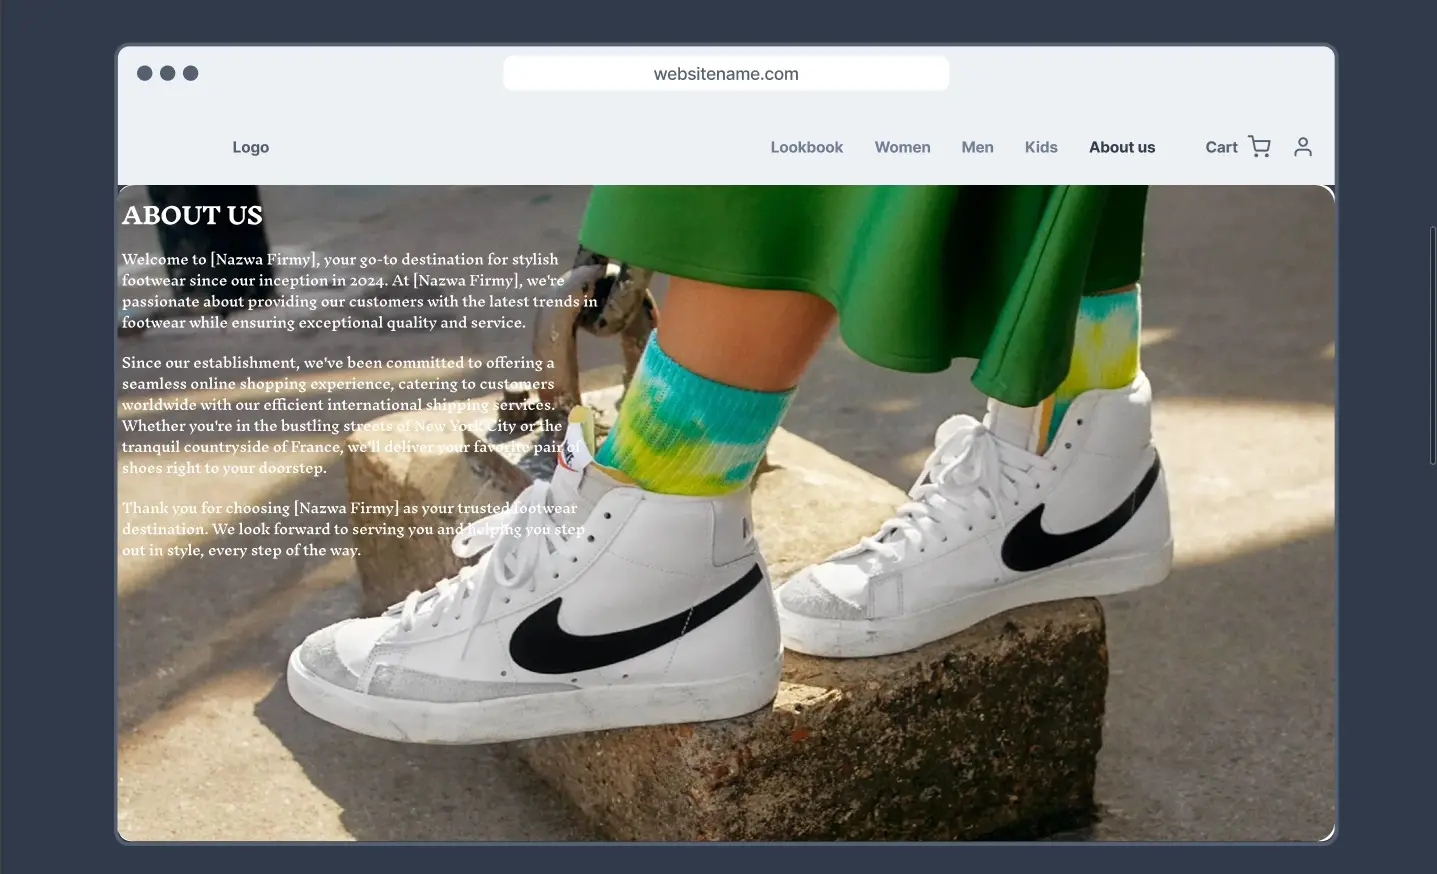 websitename.com
Logo
Lookbook Women Men Kids About us Cart
ABOUT US
Welcome to [Nazwa Firmy], your go-to destination for stylish
footwear since our inception in 2024. At [Nazwa Firmy], we're
passionate about providing our customers with the latest trends in
footwear while ensuring exceptional quality and service.
Since our establishment, we've been committed to offering a
seamless online shopping experience, catering to customers
worldwide with our efficient international shipping services.
Whether you're in the bustling streets of New York City or the
tranquil countryside of France, we'll deliver your favorite pair of
shoes right to your doorstep.
Thank you for choosing [Nazwa Firmy] as your trusted footwear
destination. We look forward to serving you and helping you step
out in style, every step of the way.